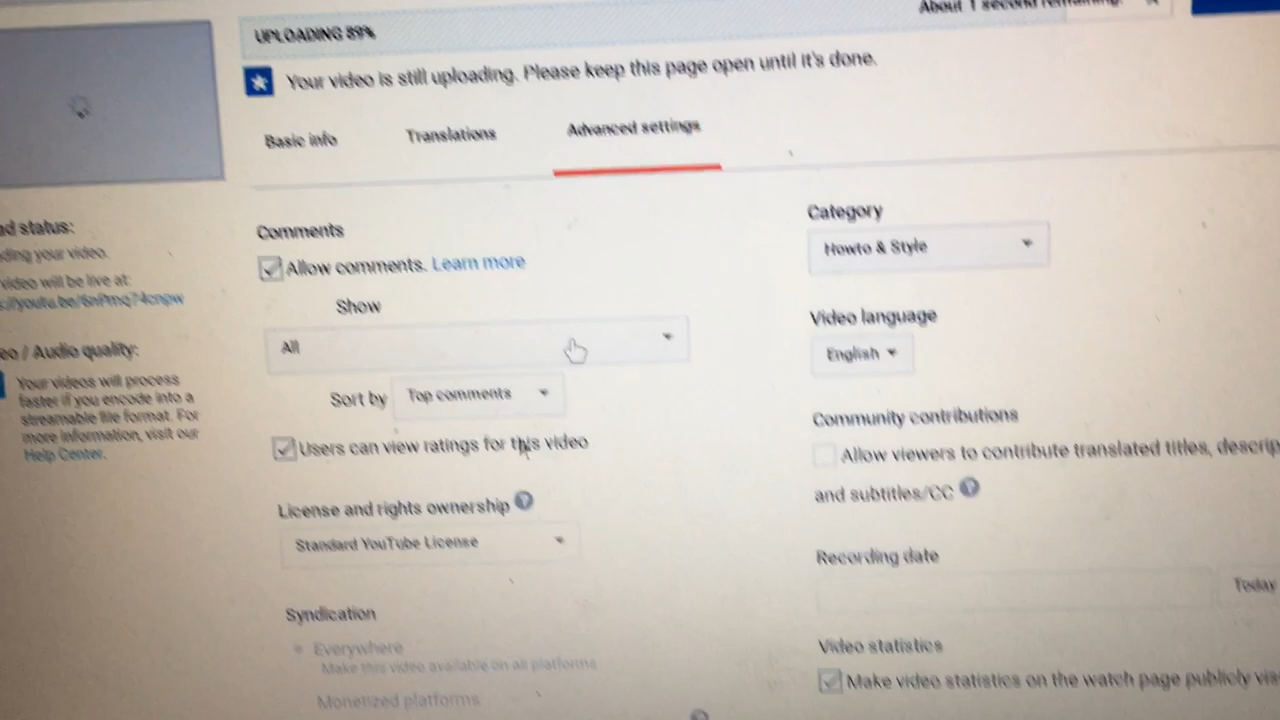 About 1 second remaining.
UPLOADING 89%
Your video is still uploading. Please keep this page open until it's done.
Basic info
Translations
Advanced settings
ad status:
ding your video.
video will be live at:
eo / Audio quality:
Your videos will process
faster if you encode into a
streamable file format. For
more information, visit our
Help Center.
Comments
Allow comments. Learn more
Show
All
Sort by Top comments
Users can view ratings for this video
License and rights ownership ?
Standard YouTube License
Syndication
Everywhere
Make this video available on all platforms
Monetized platforms
Category
Howto & Style
Video language
English
Community contributions
Allow viewers to contribute translated titles, descrip
and subtitles/CC ?
Recording date
Today
Video statistics
Make video statistics on the watch page publicly vis